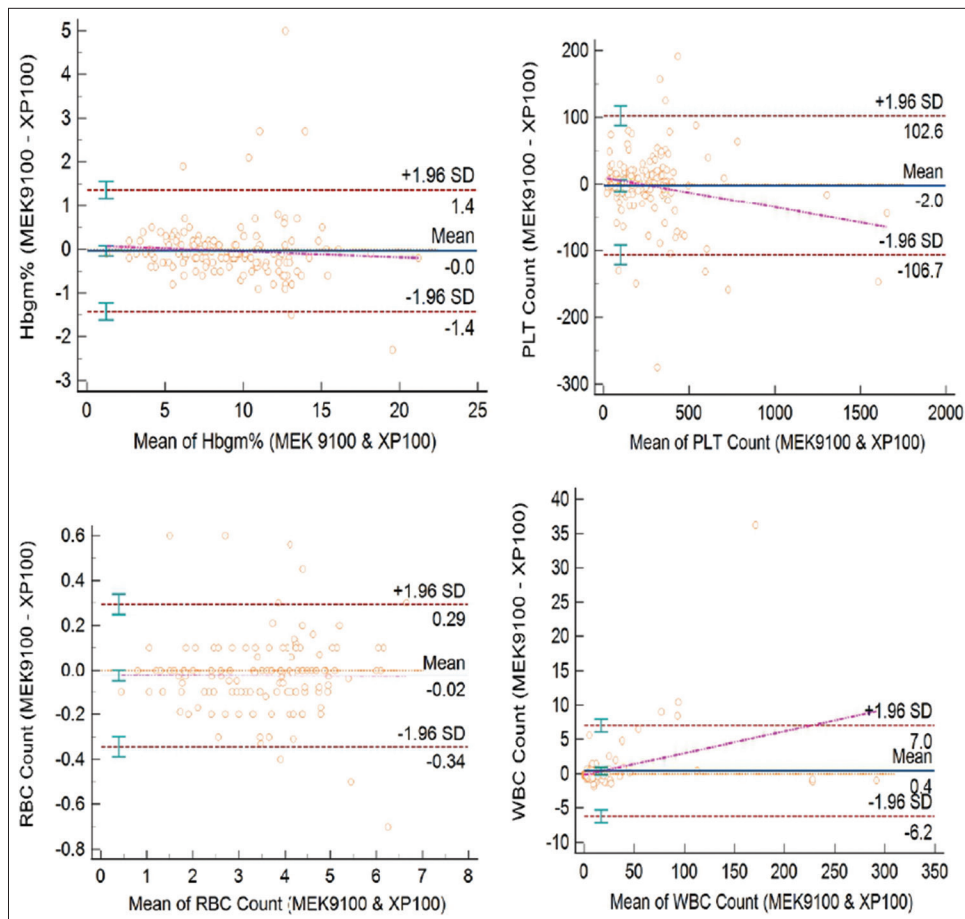 Hbgm% (MEK9100 - XP100)
5
4
3
2
1
0
-1
-2
-3
+1.96 SD
1.4
Mean
-0.0
-1.96 SD
-1.4
0 5 10 15 20 25
Mean of Hbgm% (MEK 9100 & XP100)
PLT Count (MEK9100 - XP100)
200
100
0
-100
-200
-300
+1.96 SD
102.6
Mean
-2.0
-1.96 SD
-106.7
0 500 1000 1500 2000
Mean of PLT Count (MEK9100 & XP100)
RBC Count (MEK9100 - XP100)
0.6
0.4
0.2
0.0
-0.2
-0.4
-0.6
-0.8
+1.96 SD
0.29
Mean
-0.02
-1.96 SD
-0.34
0 1 2 3 4 5 6 7 8
Mean of RBC Count (MEK9100 & XP100)
WBC Count (MEK9100 - XP100)
40
35
30
25
20
15
10
5
0
-5
-10
+1.96 SD
7.0
Mean
0.4
-1.96 SD
-6.2
0 50 100 150 200 250 300 350
Mean of WBC Count (MEK9100 & XP100)